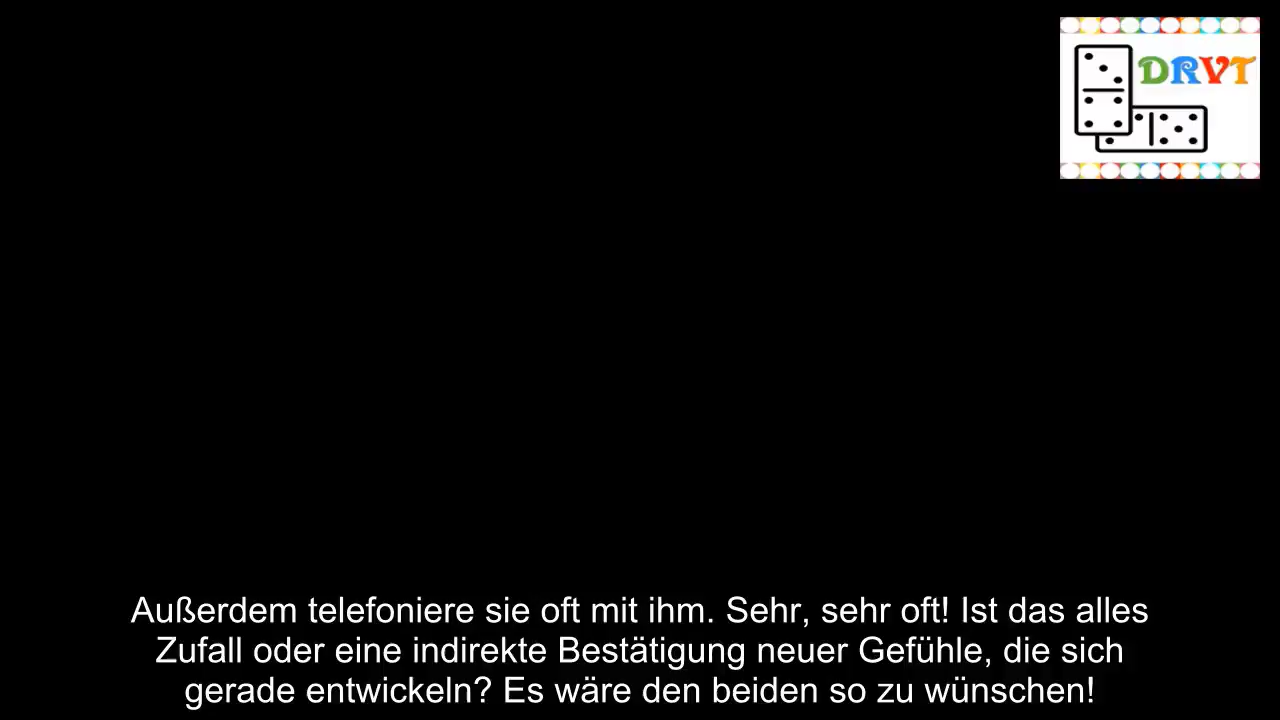 DRVT
Außerdem telefoniere sie oft mit ihm. Sehr, sehr oft! Ist das alles
Zufall oder eine indirekte Bestätigung neuer Gefühle, die sich
gerade entwickeln? Es wäre den beiden so zu wünschen!